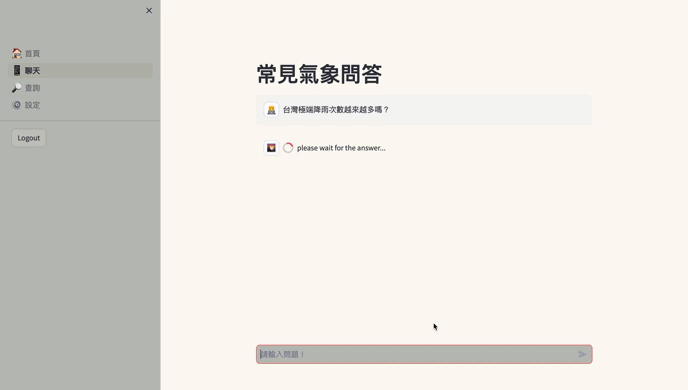 首頁
聊天
查詢
設定
Logout
常見氣象問答
台灣極端降雨次數越來越多嗎？
please wait for the answer...
請輸入問題！